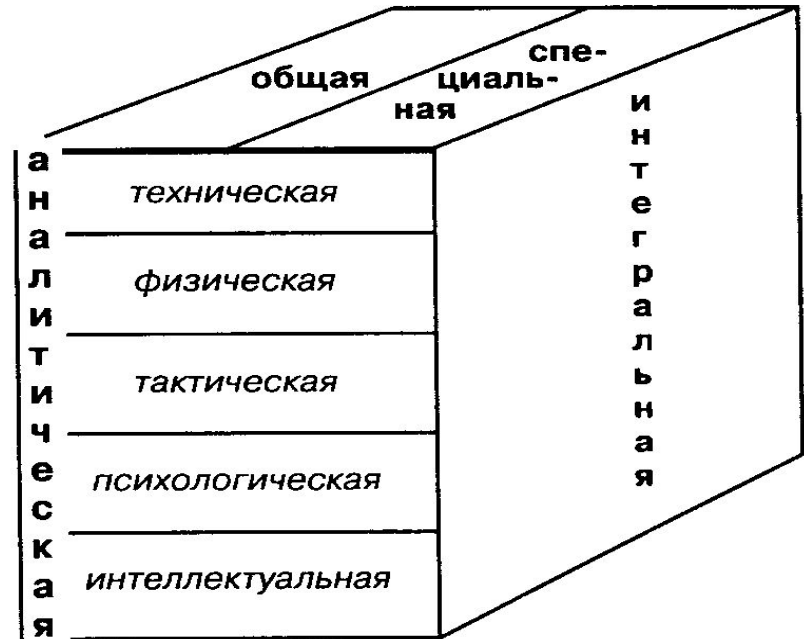 общая
спе-
циаль-
ная
аналитическая
техническая
физическая
тактическая
психологическая
интеллектуальная
интегральная